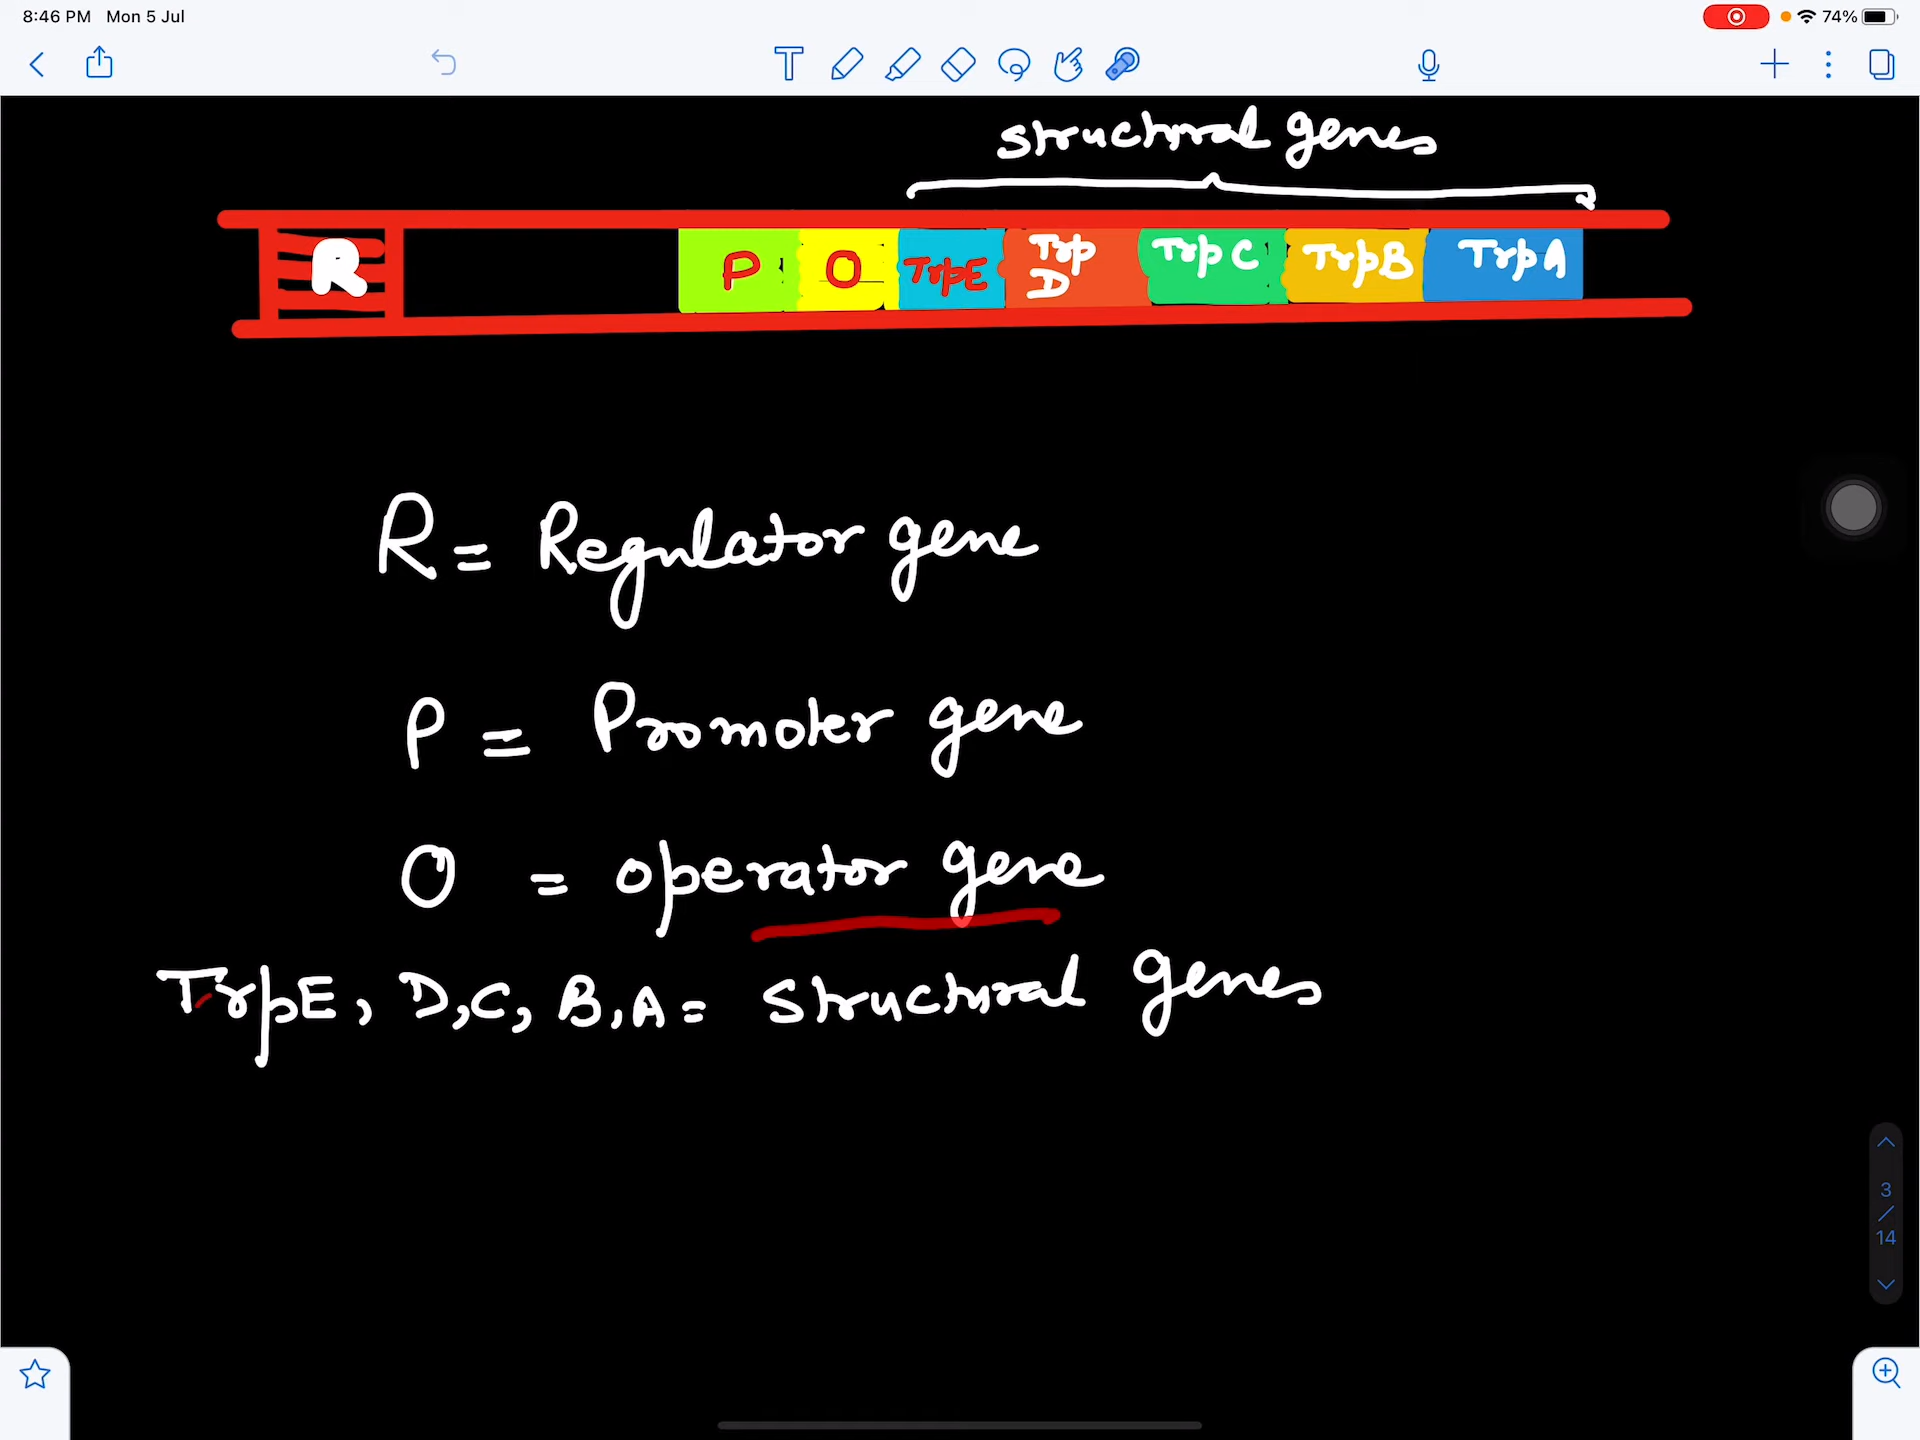 8:46 PM Mon 5 Jul 74%
structural genes
R P O TrpE Trp D TrpC TrpB TrpA
R = Regulator gene
P = Promoter gene
O = operator gene
TrpE, D, C, B, A = structural genes
3 / 14